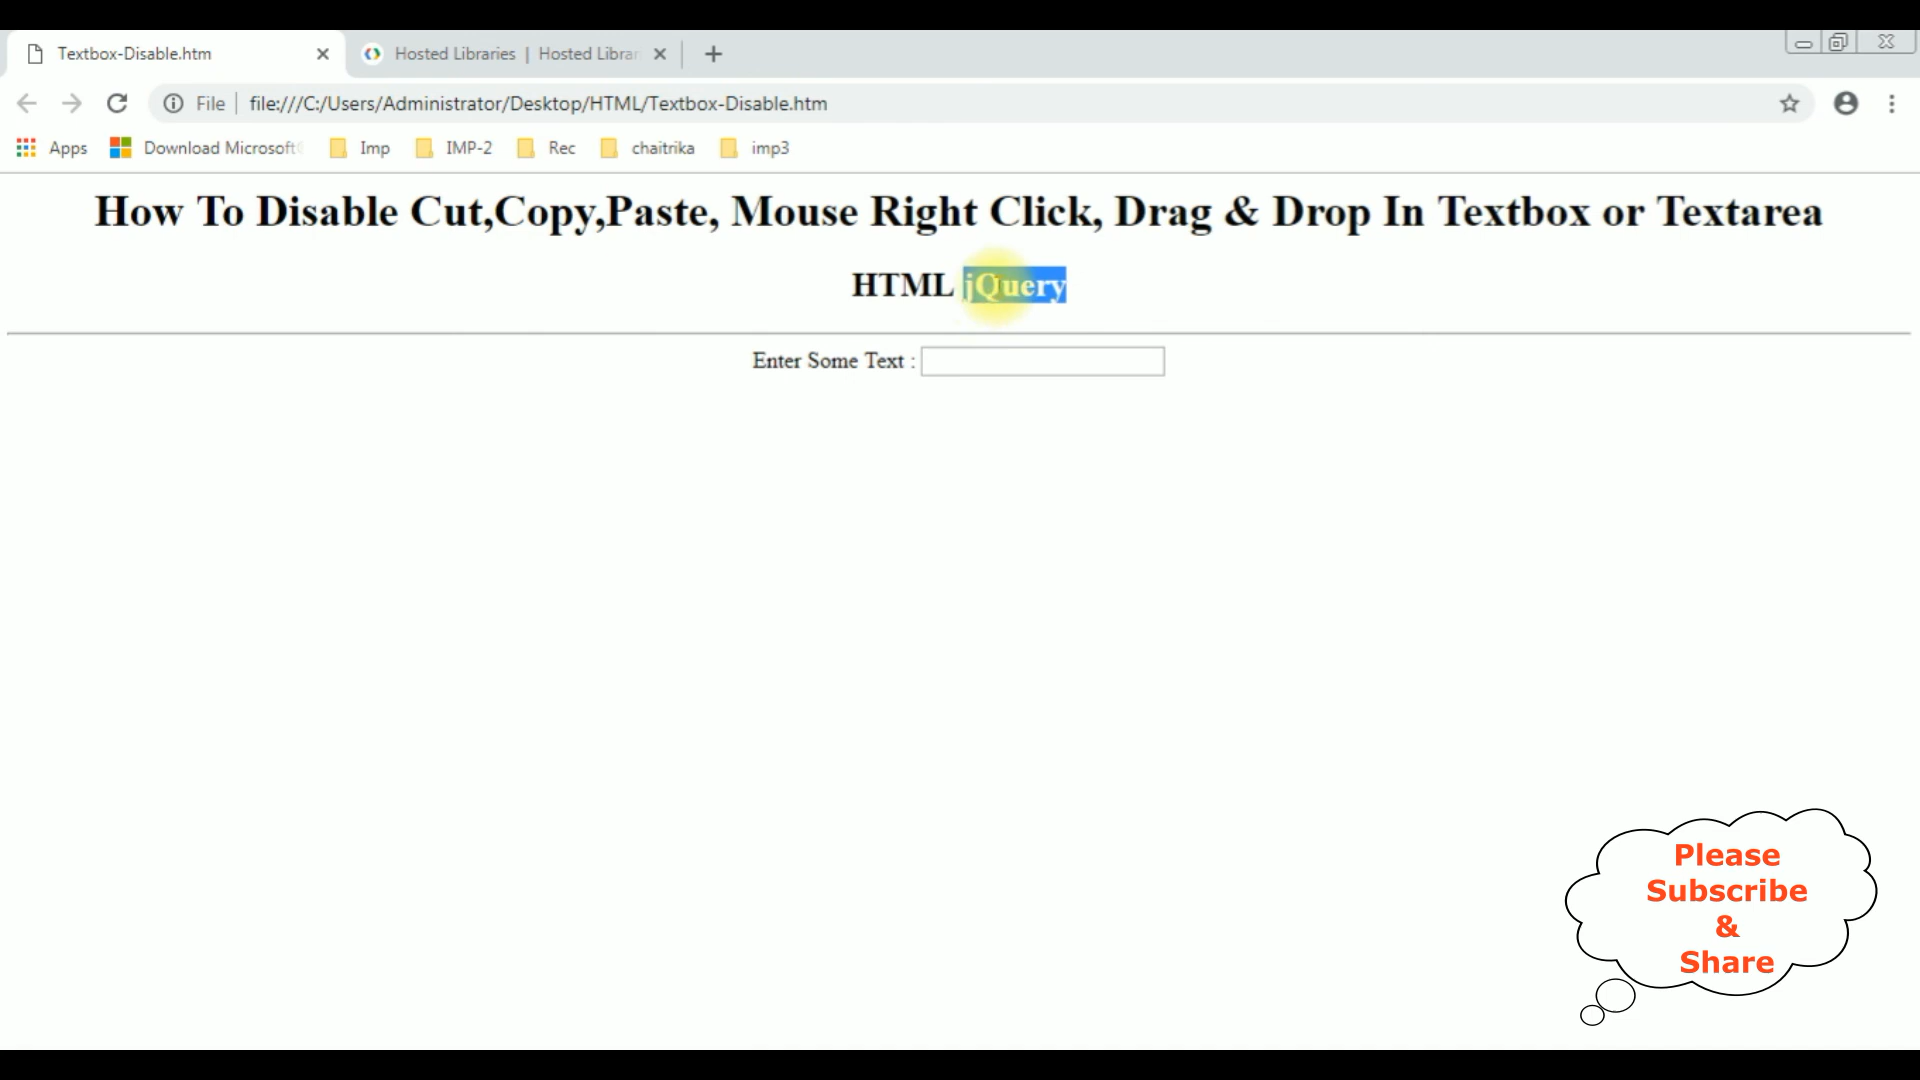 Textbox-Disable.htm
Hosted Libraries | Hosted Librar
File
file:///C:/Users/Administrator/Desktop/HTML/Textbox-Disable.htm
Apps
Download Microsoft
Imp
IMP-2
Rec
chaitrika
imp3
How To Disable Cut,Copy,Paste, Mouse Right Click, Drag & Drop In Textbox or Textarea
HTML jQuery
Enter Some Text :
Please
Subscribe
&
Share